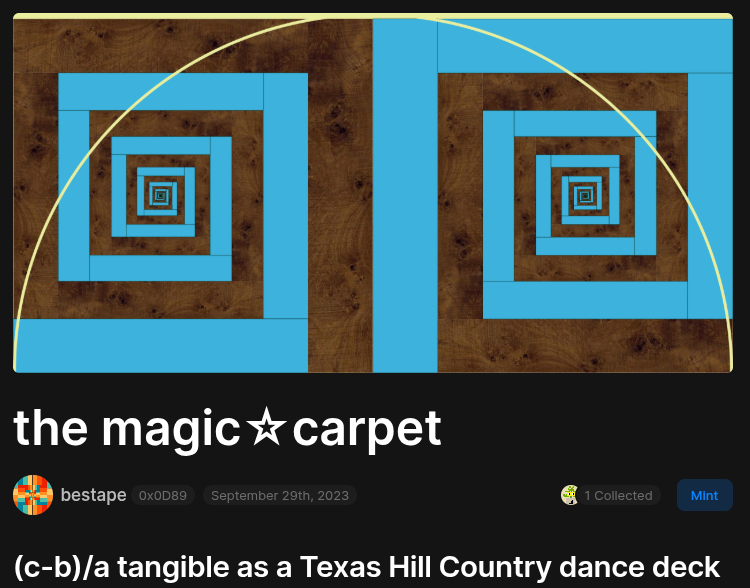 the magic☆carpet
bestape 0x0D89 September 29th, 2023 1 Collected Mint
(c-b)/a tangible as a Texas Hill Country dance deck